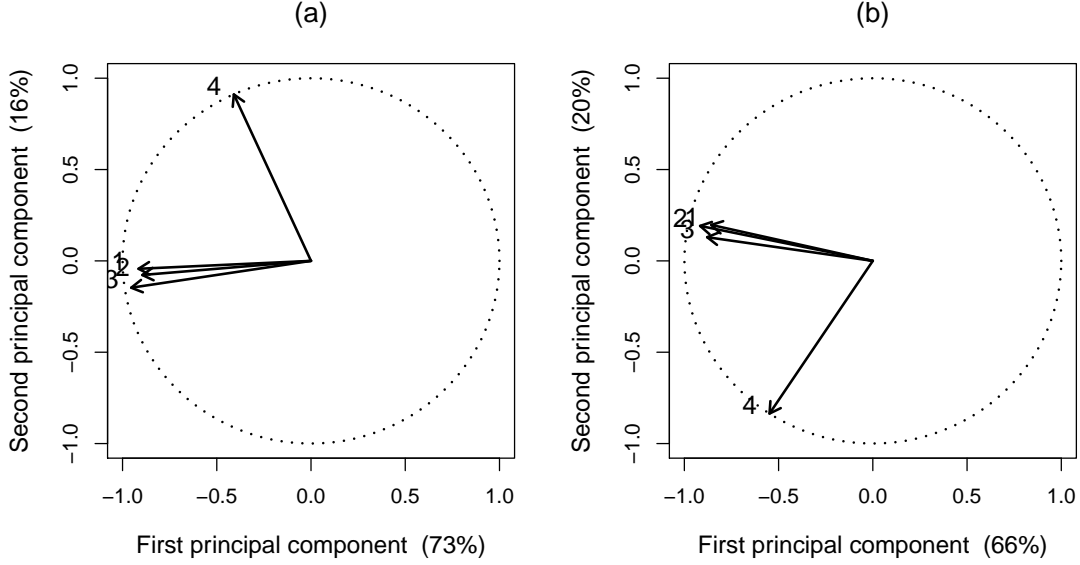 (a)
Second principal component (16%)
1.0
0.5
0.0
−0.5
−1.0
4
1
2
3
−1.0 −0.5 0.0 0.5 1.0
First principal component (73%)
(b)
Second principal component (20%)
1.0
0.5
0.0
−0.5
−1.0
21
3
4
−1.0 −0.5 0.0 0.5 1.0
First principal component (66%)